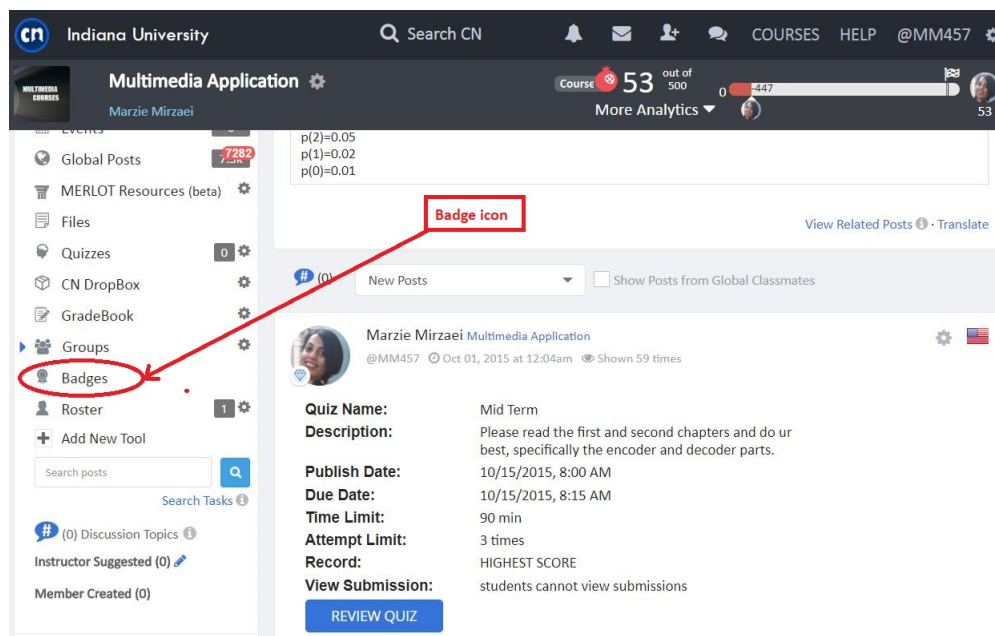 CN Indiana University Search CN COURSES HELP @MM457
MULTIMEDIA COURSES
Multimedia Application
Marzie Mirzaei
Course 53 out of 500
More Analytics
0 -447
53
Events
Global Posts 7282
MERLOT Resources (beta)
Files
Quizzes 0
CN DropBox
GradeBook
Groups
Badges
Roster 1
Add New Tool
Search posts
Search Tasks
# (0) Discussion Topics
Instructor Suggested (0)
Member Created (0)
p(2)=0.05
p(1)=0.02
p(0)=0.01
Badge icon
View Related Posts · Translate
# (0) New Posts Show Posts from Global Classmates
Marzie Mirzaei Multimedia Application
@MM457 Oct 01, 2015 at 12:04am Shown 59 times
Quiz Name: Mid Term
Description: Please read the first and second chapters and do ur
best, specifically the encoder and decoder parts.
Publish Date: 10/15/2015, 8:00 AM
Due Date: 10/15/2015, 8:15 AM
Time Limit: 90 min
Attempt Limit: 3 times
Record: HIGHEST SCORE
View Submission: students cannot view submissions
REVIEW QUIZ